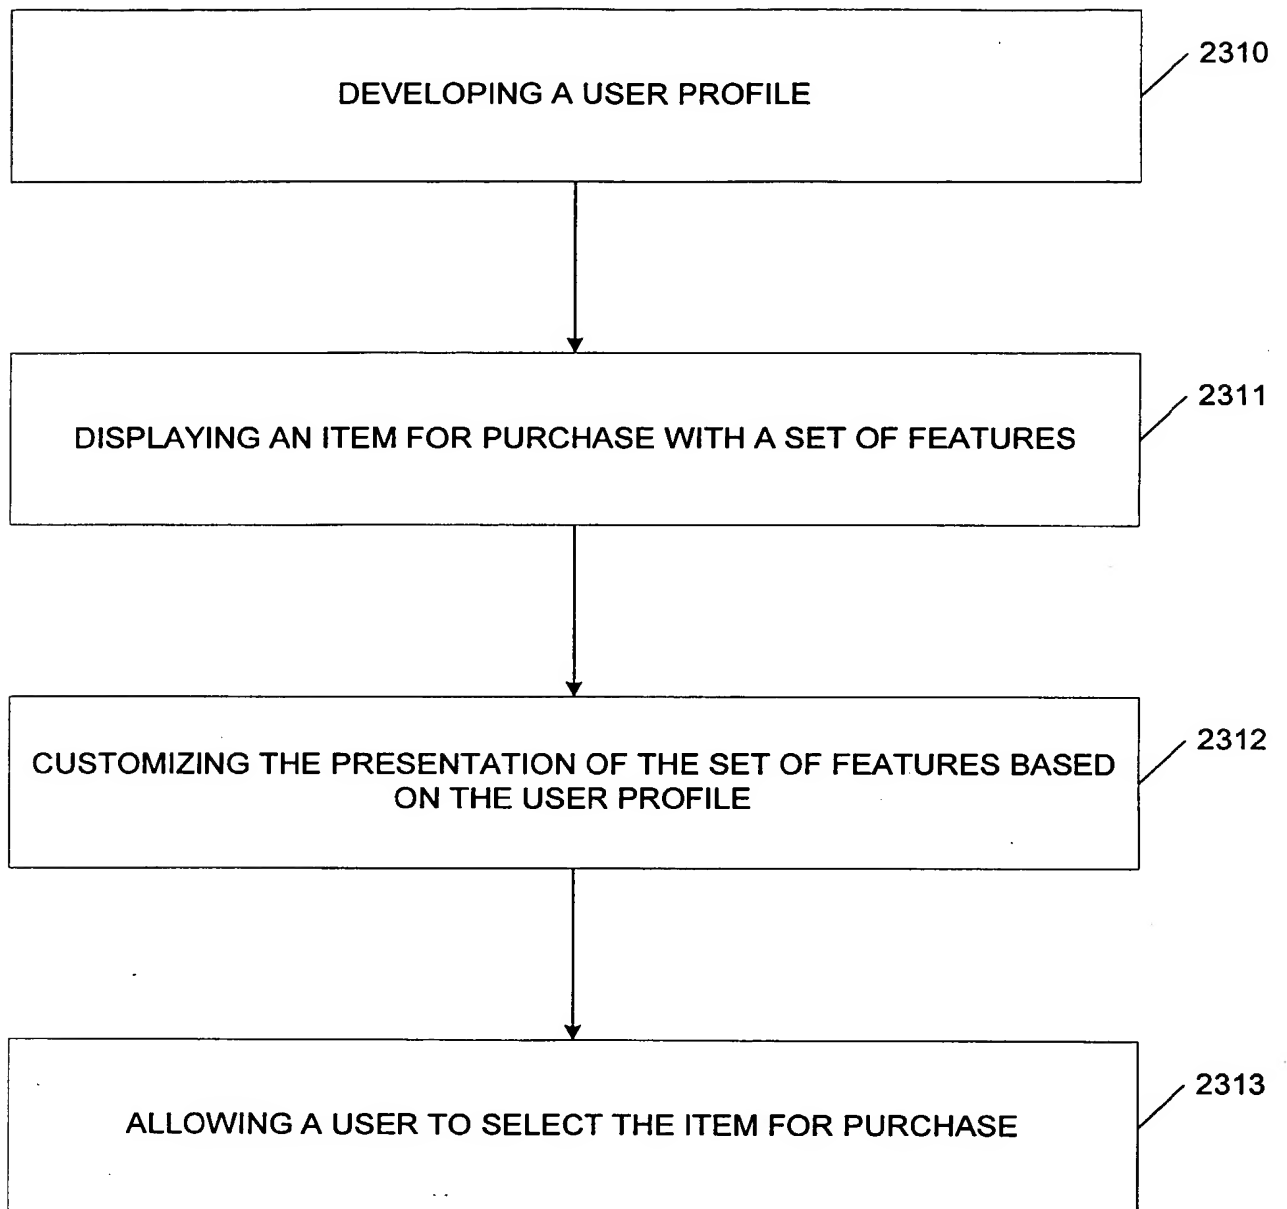 DEVELOPING A USER PROFILE
2310
DISPLAYING AN ITEM FOR PURCHASE WITH A SET OF FEATURES
2311
CUSTOMIZING THE PRESENTATION OF THE SET OF FEATURES BASED
ON THE USER PROFILE
2312
ALLOWING A USER TO SELECT THE ITEM FOR PURCHASE
2313